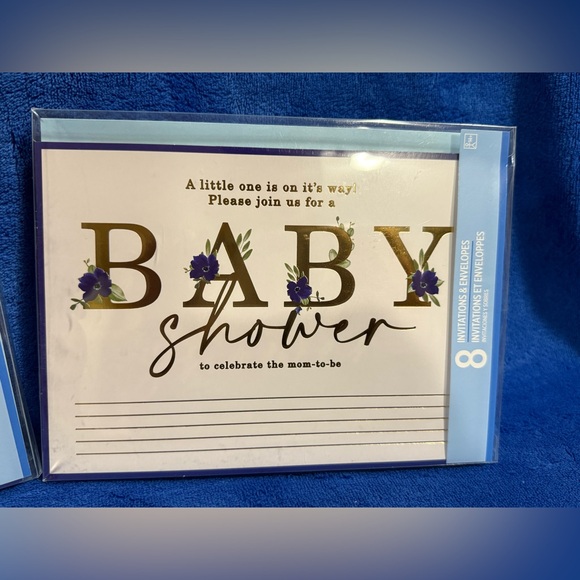 A little one is on it's way!
Please join us for a
BABY
shower
to celebrate the mom-to-be
8
INVITATIONS & ENVELOPES
INVITATIONS ET ENVELOPPES